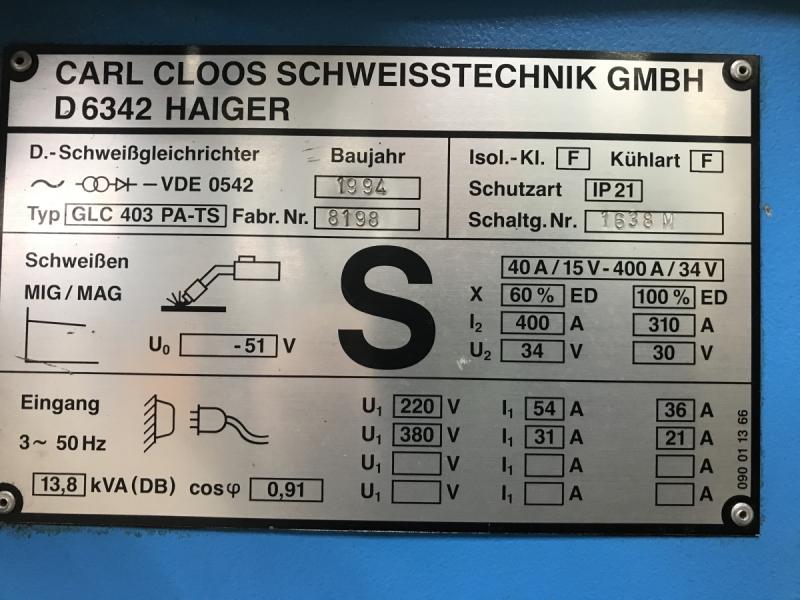 CARL CLOOS SCHWEISSTECHNIK GMBH
D 6342 HAIGER
D.-Schweißgleichrichter Baujahr
VDE 0542 1994
Typ GLC 403 PA-TS Fabr. Nr. 8198
Isol.-Kl. F Kühlart F
Schutzart IP 21
Schaltg. Nr. 1638 M
Schweißen
MIG / MAG
U₀ -51 V
S
40 A / 15 V - 400 A / 34 V
X 60 % ED 100 % ED
I₂ 400 A 310 A
U₂ 34 V 30 V
Eingang
3 ~ 50 Hz
13,8 kVA (DB) cosφ 0,91
U₁ 220 V I₁ 54 A 36 A
U₁ 380 V I₁ 31 A 21 A
U₁ V I₁ A A
U₁ V I₁ A A
090 01 13 66